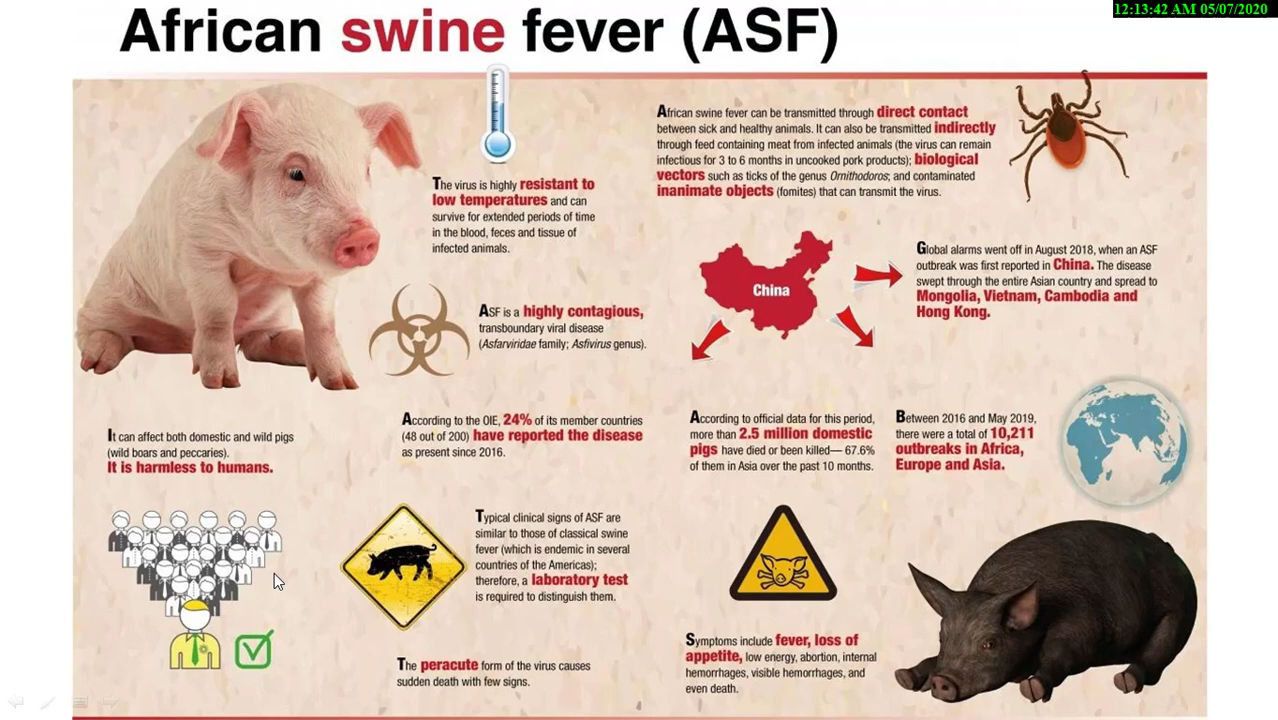 12:13:42 AM 05/07/2020
African swine fever (ASF)
The virus is highly resistant to
low temperatures and can
survive for extended periods of time
in the blood, feces and tissue of
infected animals.
African swine fever can be transmitted through direct contact
between sick and healthy animals. It can also be transmitted indirectly
through feed containing meat from infected animals (the virus can remain
infectious for 3 to 6 months in uncooked pork products); biological
vectors such as ticks of the genus Ornithodoros; and contaminated
inanimate objects (fomites) that can transmit the virus.
ASF is a highly contagious,
transboundary viral disease
(Asfarviridae family; Asfivirus genus).
China
Global alarms went off in August 2018, when an ASF
outbreak was first reported in China. The disease
swept through the entire Asian country and spread to
Mongolia, Vietnam, Cambodia and
Hong Kong.
It can affect both domestic and wild pigs
(wild boars and peccaries).
It is harmless to humans.
According to the OIE, 24% of its member countries
(48 out of 200) have reported the disease
as present since 2016.
According to official data for this period,
more than 2.5 million domestic
pigs have died or been killed— 67.6%
of them in Asia over the past 10 months.
Between 2016 and May 2019,
there were a total of 10,211
outbreaks in Africa,
Europe and Asia.
Typical clinical signs of ASF are
similar to those of classical swine
fever (which is endemic in several
countries of the Americas);
therefore, a laboratory test
is required to distinguish them.
The peracute form of the virus causes
sudden death with few signs.
Symptoms include fever, loss of
appetite, low energy, abortion, internal
hemorrhages, visible hemorrhages, and
even death.